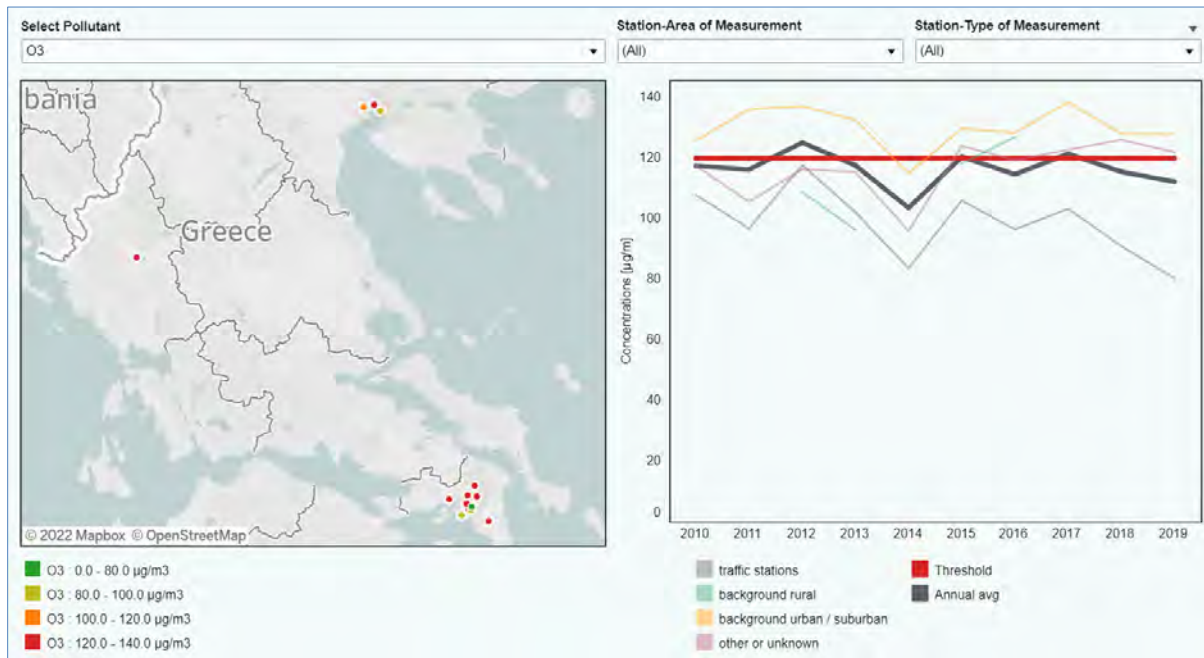 Select Pollutant
Station-Area of Measurement
Station-Type of Measurement
O3
(All)
(All)
bania
Greece
© 2022 Mapbox © OpenStreetMap
O3 : 0.0 - 80.0 µg/m3
O3 : 80.0 - 100.0 µg/m3
O3 : 100.0 - 120.0 µg/m3
O3 : 120.0 - 140.0 µg/m3
Concentrations [µg/m]
140
120
100
80
60
40
20
0
2010 2011 2012 2013 2014 2015 2016 2017 2018 2019
traffic stations
background rural
background urban / suburban
other or unknown
Threshold
Annual avg